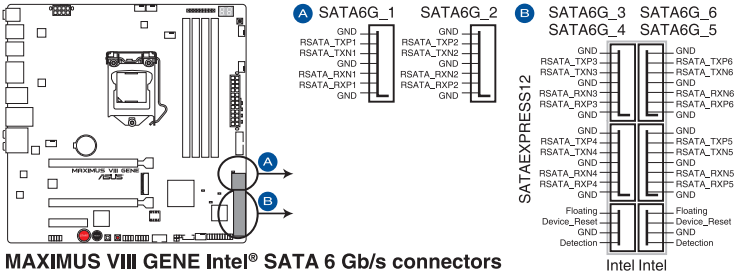 A SATA6G_1 SATA6G_2
GND GND
RSATA_TXP1 RSATA_TXP2
RSATA_TXN1 RSATA_TXN2
GND GND
RSATA_RXN1 RSATA_RXN2
RSATA_RXP1 RSATA_RXP2
GND GND
B SATA6G_3 SATA6G_6
SATA6G_4 SATA6G_5
SATAEXPRESS12
GND GND
RSATA_TXP3 RSATA_TXP6
RSATA_TXN3 RSATA_TXN6
GND GND
RSATA_RXN3 RSATA_RXN6
RSATA_RXP3 RSATA_RXP6
GND GND
GND GND
RSATA_TXP4 RSATA_TXP5
RSATA_TXN4 RSATA_TXN5
GND GND
RSATA_RXN4 RSATA_RXN5
RSATA_RXP4 RSATA_RXP5
GND GND
Floating Floating
Device_Reset Device_Reset
GND GND
Detection Detection
Intel Intel
MAXIMUS VIII GENE
ASUS
A
B
MAXIMUS VIII GENE Intel® SATA 6 Gb/s connectors